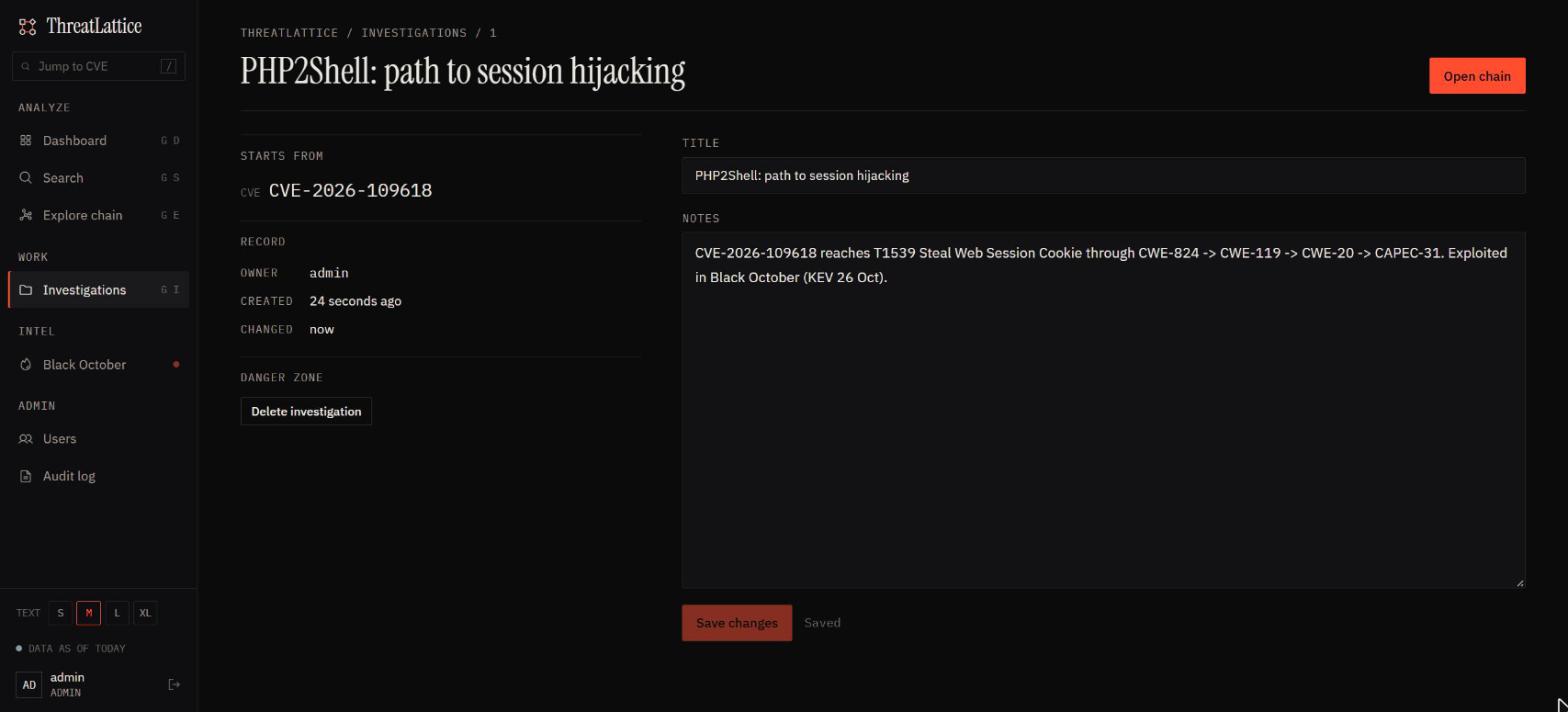 ThreatLattice
Jump to CVE /
ANALYZE
Dashboard G D
Search G S
Explore chain G E
WORK
Investigations G I
INTEL
Black October
ADMIN
Users
Audit log
TEXT S M L XL
DATA AS OF TODAY
AD admin
ADMIN
THREATLATTICE / INVESTIGATIONS / 1
PHP2Shell: path to session hijacking
Open chain
STARTS FROM
CVE CVE-2026-109618
RECORD
OWNER admin
CREATED 24 seconds ago
CHANGED now
DANGER ZONE
Delete investigation
TITLE
PHP2Shell: path to session hijacking
NOTES
CVE-2026-109618 reaches T1539 Steal Web Session Cookie through CWE-824 -> CWE-119 -> CWE-20 -> CAPEC-31. Exploited
in Black October (KEV 26 Oct).
Save changes Saved